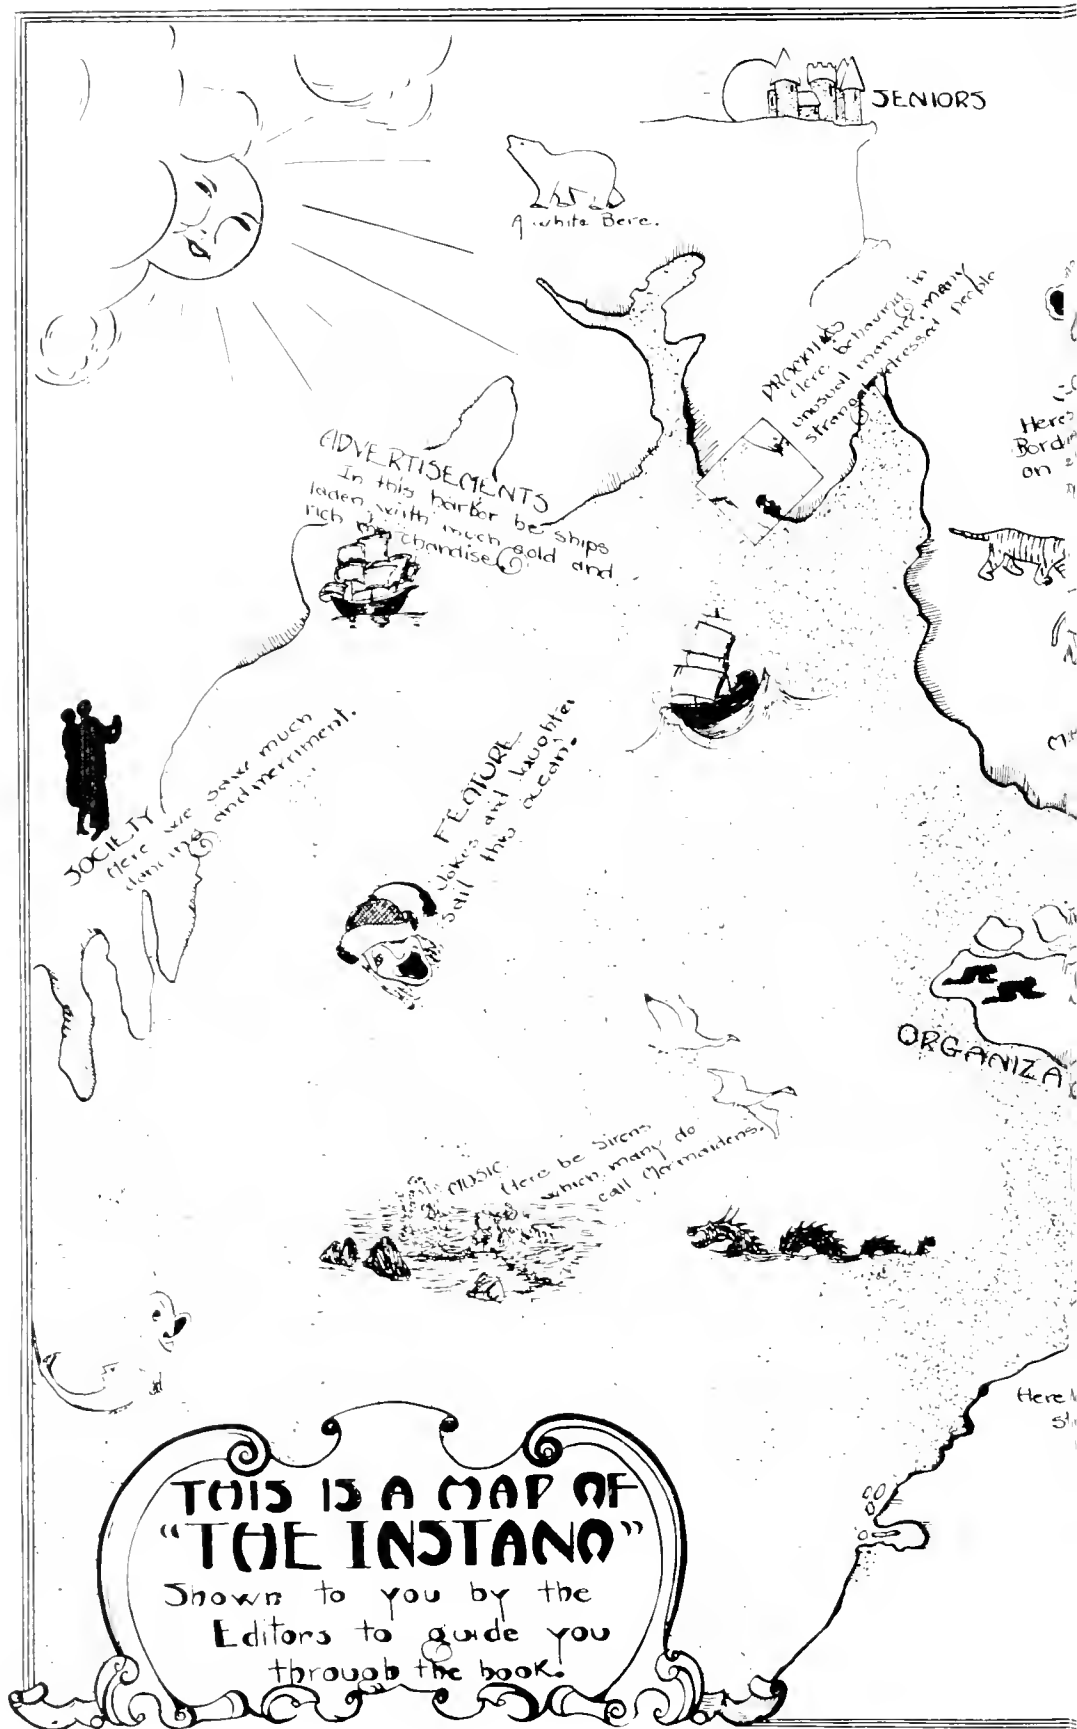 SENIORS
A white Bere.
Here, behaving in
unusual manner, many
strangely dressed people
ADVERTISEMENTS
In this harbor be ships
laden with much gold and
rich merchandise
Heres
on
SOCIETY
Here we saw much
dancing and merriment.
FEATURE
Jokes and laughter
sail this ocean.
ORGANIZA
MUSIC
Here be Sirens
which many do
call Mermaidens.
Here
THIS IS A MAP OF
"THE INSTANO"
Shown to you by the
Editors to guide you
through the book.